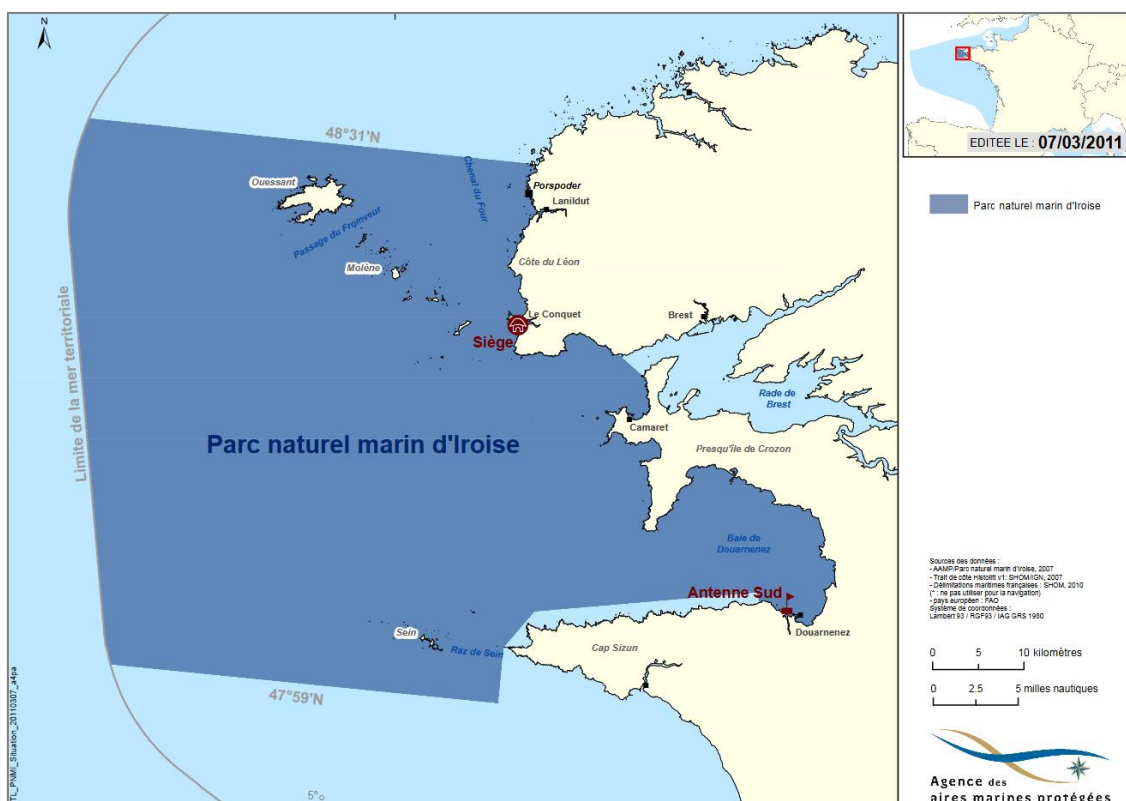 N
48°31'N
Ouessant
Passage du Fromveur
Chenal du Four
Porspoder
Lanildut
Molène
Côte du Léon
Le Conquet
Siège
Brest
Limite de la mer territoriale
Rade de
Brest
Camaret
Parc naturel marin d'Iroise
Presqu'île de Crozon
Baie de
Douarnenez
Antenne Sud
Douarnenez
Sein
Raz de Sein
Cap Sizun
47°59'N
5°
TL_PNMI_Situation_20110307_a4pa
EDITEE LE : 07/03/2011
Parc naturel marin d'Iroise
Sources des données :
- AAMP/Parc naturel marin d'Iroise, 2007
- Trait de côte Histolitt v1: SHOM/IGN, 2007
- Délimitations maritimes françaises : SHOM, 2010
(* : ne pas utiliser pour la navigation)
- pays européen : FAO
Système de coordonnées :
Lambert 93 / RGF93 / IAG GRS 1980
0 5 10 kilomètres
0 2.5 5 milles nautiques
Agence des
aires marines protégées